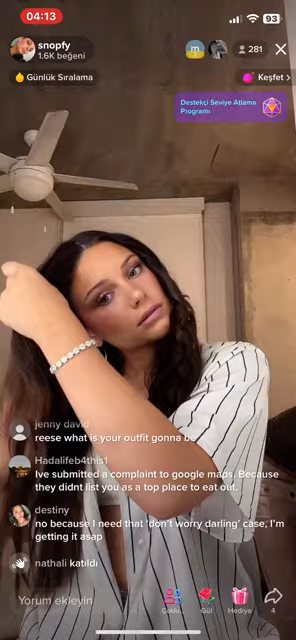 04:13
93
snopfy
1.6K beğeni
m
281
Günlük Sıralama
Keşfet >
Destekçi Seviye Atlama
Programı
jenny david
reese what is your outfit gonna be
Hadalifeb4this1
Ive submitted a complaint to google maps. Because
they didnt list you as a top place to eat out.
destiny
no because I need that 'don't worry darling' case, I'm
getting it asap
nathali katıldı
Yorum ekleyin
Çoklu...
Gül
Hediye
4